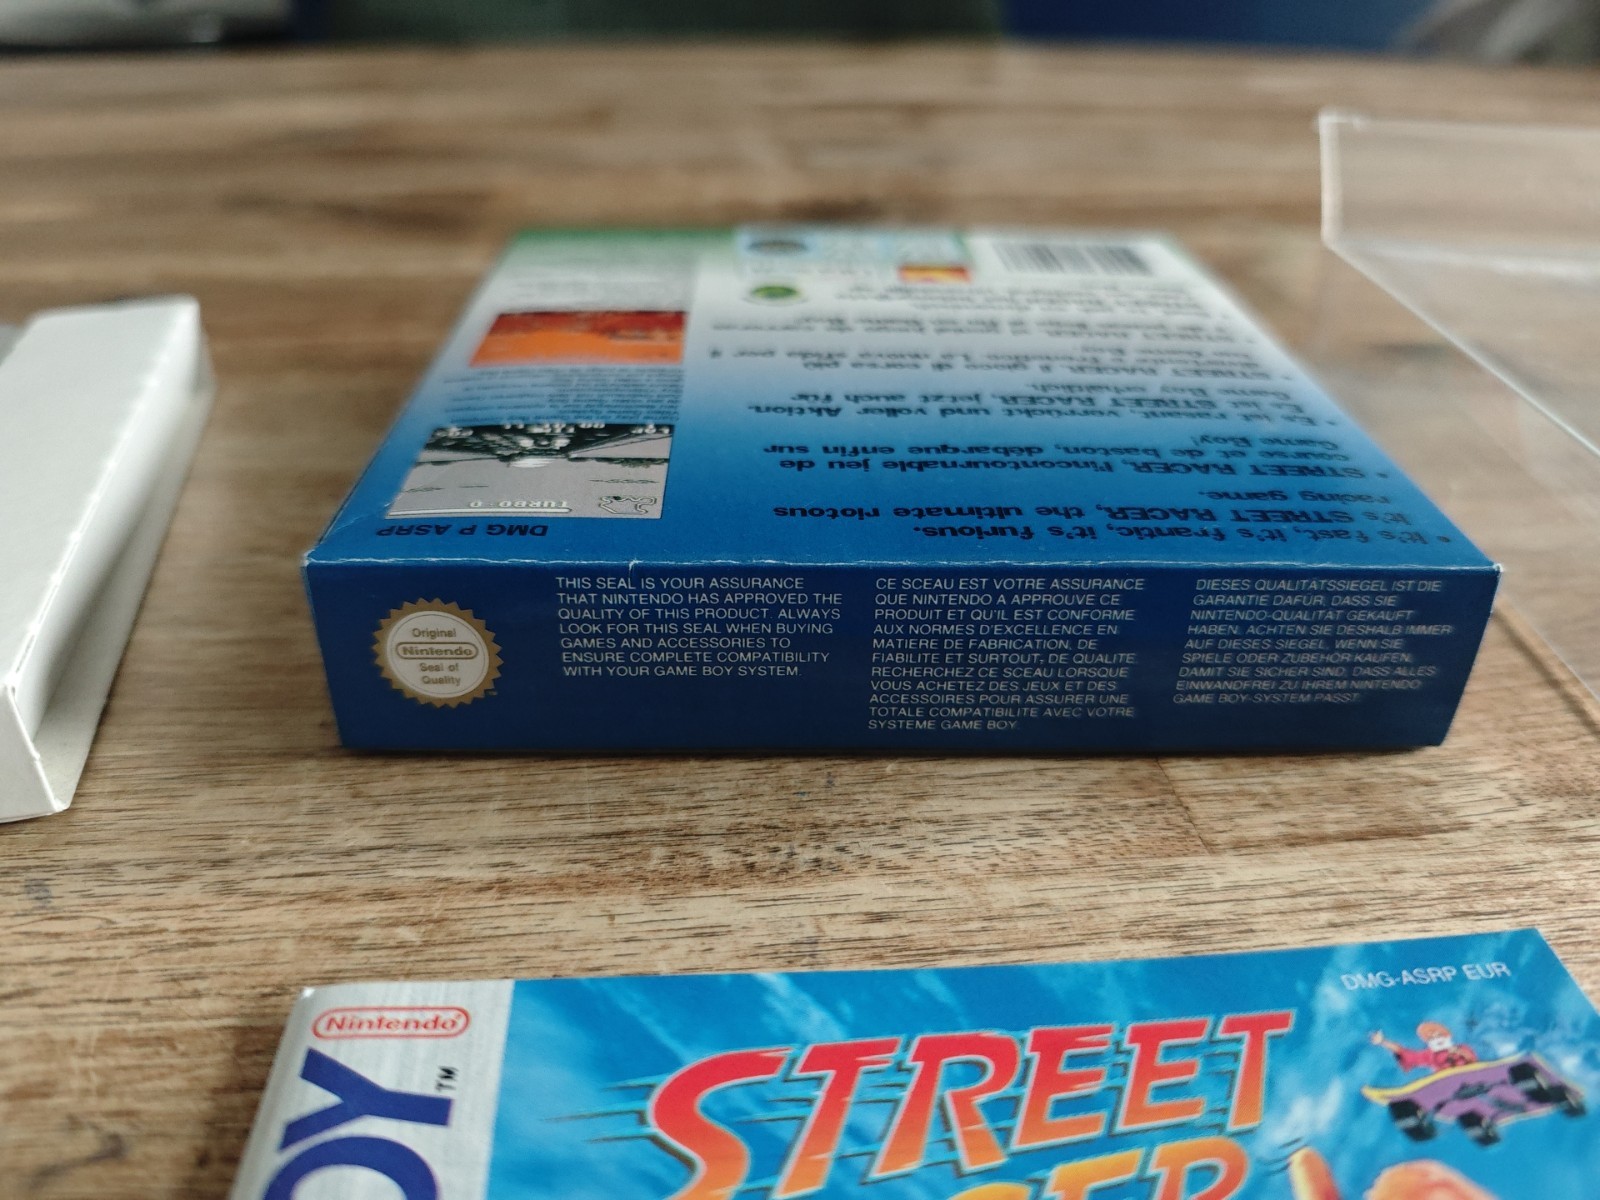 * STREET RACER, Il gioco di corsa più
* Es ist rasant, verrückt und voller Aktion.
Es ist STREET RACER, jetzt auch für
Game Boy erhältlich.
* STREET RACER, l'incontournable jeu de
course et de baston, débarque enfin sur
Game Boy!
* It's fast, it's frantic, it's furious.
It's STREET RACER, the ultimate riotous
racing game.
TURBO-0
DMG P ASRP
Original
Nintendo
Seal of
Quality
THIS SEAL IS YOUR ASSURANCE
THAT NINTENDO HAS APPROVED THE
QUALITY OF THIS PRODUCT. ALWAYS
LOOK FOR THIS SEAL WHEN BUYING
GAMES AND ACCESSORIES TO
ENSURE COMPLETE COMPATIBILITY
WITH YOUR GAME BOY SYSTEM.
CE SCEAU EST VOTRE ASSURANCE
QUE NINTENDO A APPROUVE CE
PRODUIT ET QU'IL EST CONFORME
AUX NORMES D'EXCELLENCE EN
MATIERE DE FABRICATION, DE
FIABILITE ET SURTOUT, DE QUALITE.
RECHERCHEZ CE SCEAU LORSQUE
VOUS ACHETEZ DES JEUX ET DES
ACCESSOIRES POUR ASSURER UNE
TOTALE COMPATIBILITE AVEC VOTRE
SYSTEME GAME BOY.
DIESES QUALITÄTSSIEGEL IST DIE
GARANTIE DAFÜR, DASS SIE
NINTENDO-QUALITÄT GEKAUFT
HABEN. ACHTEN SIE DESHALB IMMER
AUF DIESES SIEGEL, WENN SIE
SPIELE ODER ZUBEHÖR KAUFEN,
DAMIT SIE SICHER SIND, DASS ALLES
EINWANDFREI ZU IHREM NINTENDO
GAME BOY-SYSTEM PASST.
Nintendo
OY™
DMG-ASRP EUR
STREET
CER